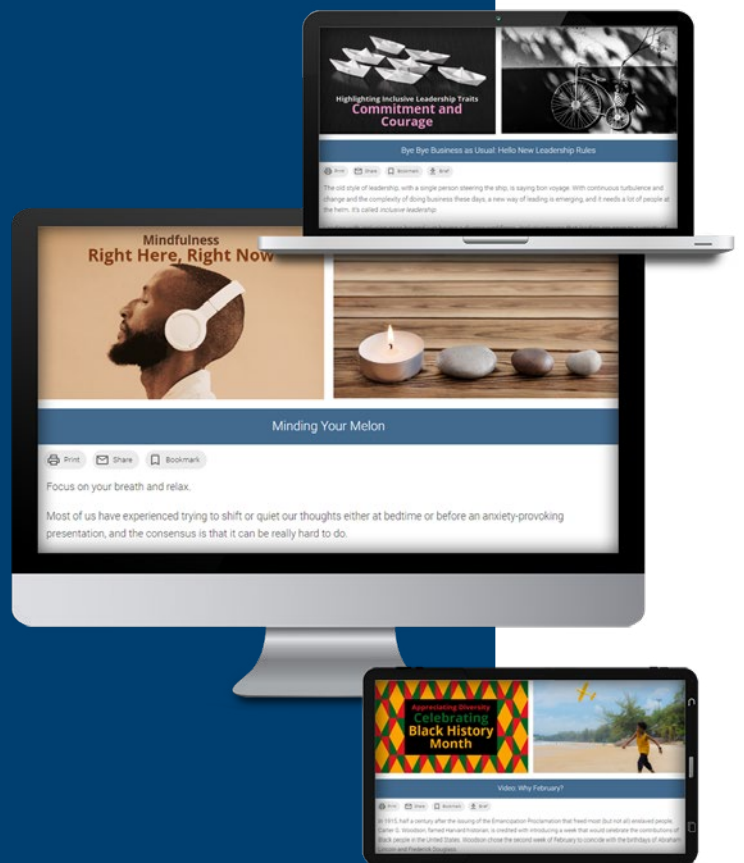 Highlighting Inclusive Leadership Traits
Commitment and
Courage
Bye Bye Business as Usual: Hello New Leadership Rules
Print Share Bookmark Brief
The old style of leadership, with a single person steering the ship, is saying bon voyage. With continuous turbulence and
change and the complexity of doing business these days, a new way of leading is emerging, and it needs a lot of people at
the helm. It's called inclusive leadership.
Mindfulness
Right Here, Right Now
Minding Your Melon
Print Share Bookmark
Focus on your breath and relax.
Most of us have experienced trying to shift or quiet our thoughts either at bedtime or before an anxiety-provoking
presentation, and the consensus is that it can be really hard to do.
Appreciating Diversity
Celebrating
Black History
Month
Video: Why February?
Print Share Bookmark Brief
In 1915, half a century after the issuing of the Emancipation Proclamation that freed most (but not all) enslaved people,
Carter G. Woodson, famed Harvard historian, is credited with introducing a week that would celebrate the contributions of
Black people in the United States. Woodson chose the second week of February to coincide with the birthdays of Abraham
Lincoln and Frederick Douglass.